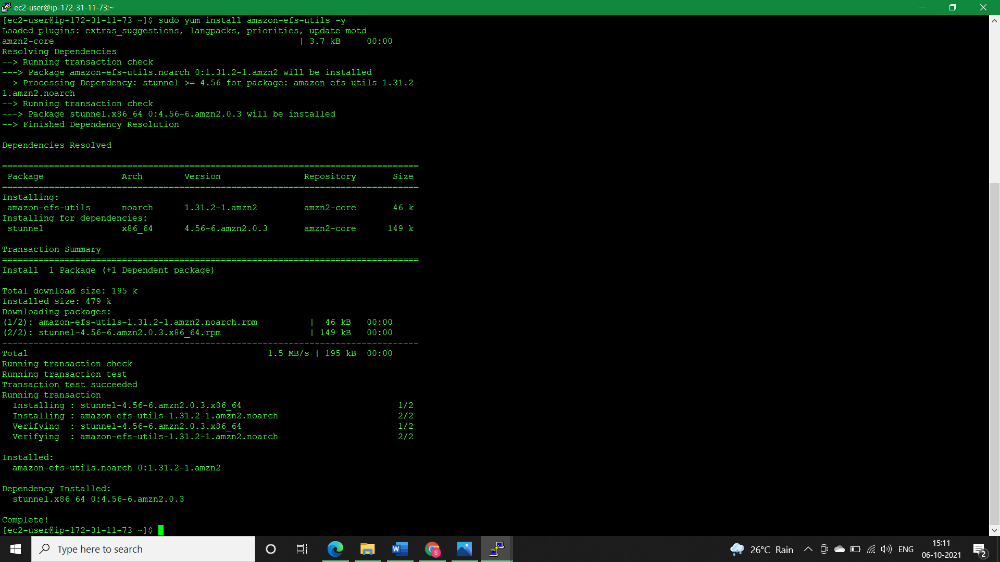 ec2-user@ip-172-31-11-73:~
[ec2-user@ip-172-31-11-73 ~]$ sudo yum install amazon-efs-utils -y
Loaded plugins: extras_suggestions, langpacks, priorities, update-motd
amzn2-core | 3.7 kB 00:00
Resolving Dependencies
--> Running transaction check
---> Package amazon-efs-utils.noarch 0:1.31.2-1.amzn2 will be installed
--> Processing Dependency: stunnel >= 4.56 for package: amazon-efs-utils-1.31.2-
1.amzn2.noarch
--> Running transaction check
---> Package stunnel.x86_64 0:4.56-6.amzn2.0.3 will be installed
--> Finished Dependency Resolution
Dependencies Resolved
================================================================================
Package Arch Version Repository Size
================================================================================
Installing:
amazon-efs-utils noarch 1.31.2-1.amzn2 amzn2-core 46 k
Installing for dependencies:
stunnel x86_64 4.56-6.amzn2.0.3 amzn2-core 149 k
Transaction Summary
================================================================================
Install 1 Package (+1 Dependent package)
Total download size: 195 k
Installed size: 479 k
Downloading packages:
(1/2): amazon-efs-utils-1.31.2-1.amzn2.noarch.rpm | 46 kB 00:00
(2/2): stunnel-4.56-6.amzn2.0.3.x86_64.rpm | 149 kB 00:00
--------------------------------------------------------------------------------
Total 1.5 MB/s | 195 kB 00:00
Running transaction check
Running transaction test
Transaction test succeeded
Running transaction
Installing : stunnel-4.56-6.amzn2.0.3.x86_64 1/2
Installing : amazon-efs-utils-1.31.2-1.amzn2.noarch 2/2
Verifying : stunnel-4.56-6.amzn2.0.3.x86_64 1/2
Verifying : amazon-efs-utils-1.31.2-1.amzn2.noarch 2/2
Installed:
amazon-efs-utils.noarch 0:1.31.2-1.amzn2
Dependency Installed:
stunnel.x86_64 0:4.56-6.amzn2.0.3
Complete!
[ec2-user@ip-172-31-11-73 ~]$
Type here to search
W
S
26°C Rain
ENG
15:11
06-10-2021
2